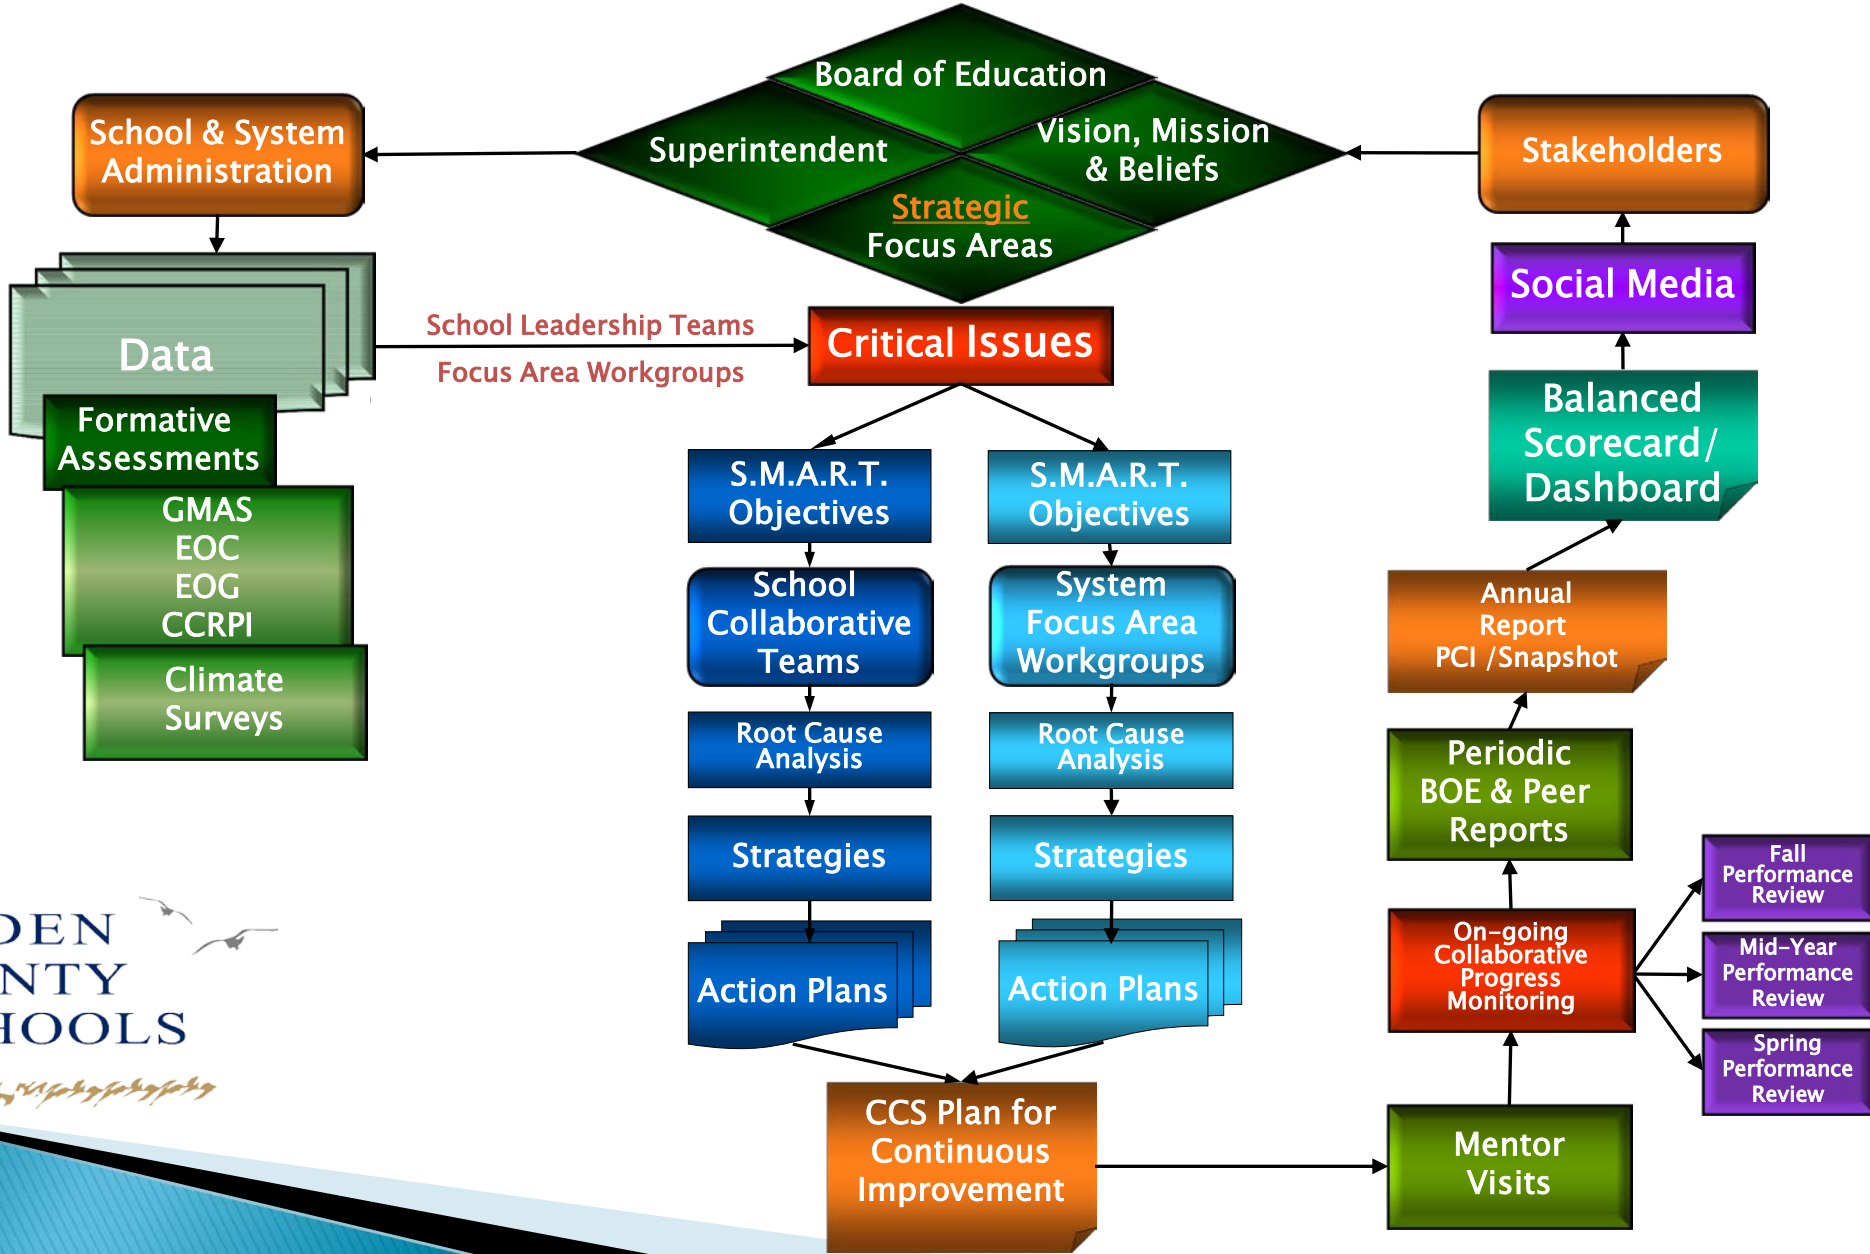 Board of Education
Superintendent
Vision, Mission
& Beliefs
Strategic
Focus Areas
School & System
Administration
Stakeholders
Data
Formative
Assessments
GMAS
EOC
EOG
CCRPI
Climate
Surveys
School Leadership Teams
Focus Area Workgroups
Critical Issues
S.M.A.R.T.
Objectives
School
Collaborative
Teams
Root Cause
Analysis
Strategies
Action Plans
S.M.A.R.T.
Objectives
System
Focus Area
Workgroups
Root Cause
Analysis
Strategies
Action Plans
CCS Plan for
Continuous
Improvement
Mentor
Visits
On-going
Collaborative
Progress
Monitoring
Fall
Performance
Review
Mid-Year
Performance
Review
Spring
Performance
Review
Periodic
BOE & Peer
Reports
Annual
Report
PCI /Snapshot
Balanced
Scorecard/
Dashboard
Social Media
DEN
NTY
HOOLS